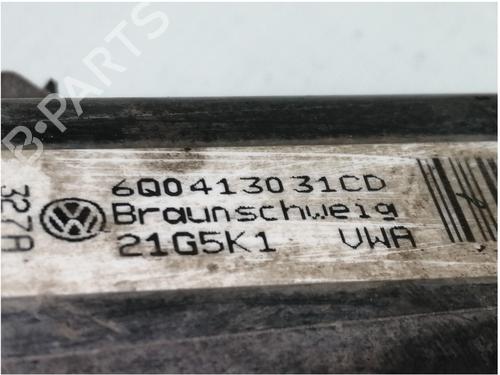 B-PARTS
6Q0413031CD
Braunschweig
21G5K1 VWA
327A